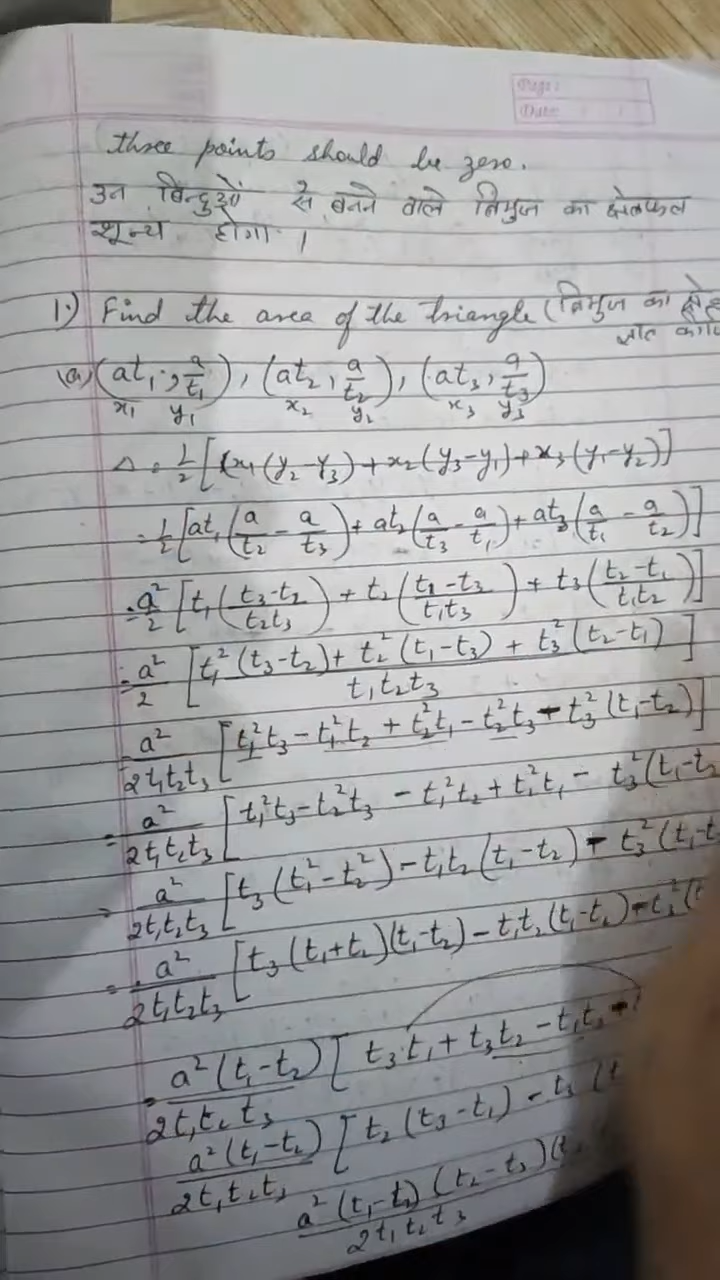 Page:
Date:
three points should be zero.
उन बिन्दुओं से बनने वाले त्रिभुज का क्षेत्रफल
शून्य होगा ।
1.) Find the area of the triangle (त्रिभुज का
(a) (at₁, a/t₁), (at₂, a/t₂), (at₃, a/t₃)
x₁ y₁ x₂ y₂ x₃ y₃
Δ = 1/2 [(x₁(y₂-y₃)+x₂(y₃-y₁)+x₃(y₁-y₂)]
= 1/2 [at₁(a/t₂ - a/t₃)+at₂(a/t₃ - a/t₁)+at₃(a/t₁ - a/t₂)]
= a²/2 [t₁((t₃-t₂)/t₂t₃) + t₂((t₁-t₃)/t₁t₃) + t₃((t₂-t₁)/t₁t₂)]
= a²/2 [(t₁²(t₃-t₂)+t₂²(t₁-t₃)+t₃²(t₂-t₁))/t₁t₂t₃]
= a²/2t₁t₂t₃ [t₁²t₃-t₁²t₂+t₂²t₁-t₂²t₃-t₃²(t₁-t₂)]
= a²/2t₁t₂t₃ [t₁²t₃-t₂²t₃-t₁²t₂+t₂²t₁-t₃²(t₁-t₂
= a²/2t₁t₂t₃ [t₃(t₁²-t₂²)-t₁t₂(t₁-t₂)-t₃²(t₁-t₂
= a²/2t₁t₂t₃ [t₃(t₁+t₂)(t₁-t₂)-t₁t₂(t₁-t₂)-t₃²(t
= a²(t₁-t₂)/2t₁t₂t₃ [t₃t₁+t₃t₂-t₁t₂-
a²(t₁-t₂)/2t₁t₂t₃ [t₂(t₃-t₁)-t₃(t
a²(t₁-t₂)(t₂-t₃)(t₃/2t₁t₂t₃